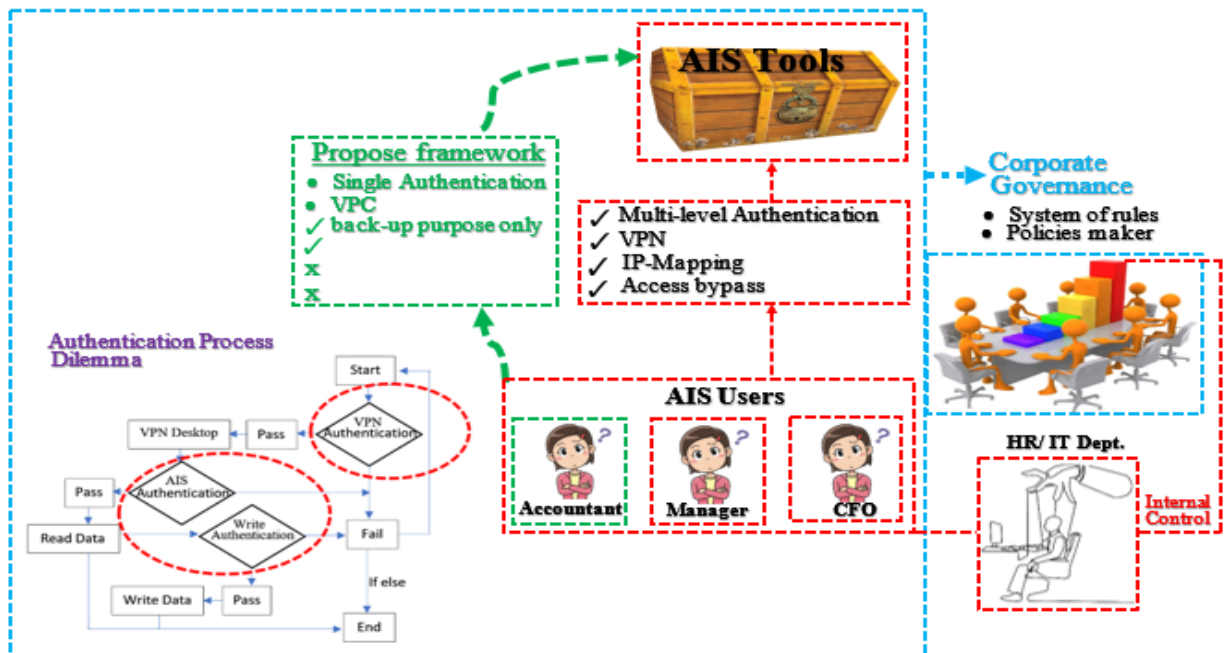 AIS Tools
Propose framework
• Single Authentication
• VPC
✓ back-up purpose only
✓
x
x
✓ Multi-level Authentication
✓ VPN
✓ IP-Mapping
✓ Access bypass
Corporate
Governance
• System of rules
• Policies maker
Authentication Process
Dilemma
Start
VPN
Authentication
Pass
VPN Desktop
AIS
Authentication
Pass
Read Data
Write
Authentication
Fail
If else
Write Data
Pass
End
AIS Users
?
?
?
Accountant
Manager
CFO
HR/ IT Dept.
Internal
Control